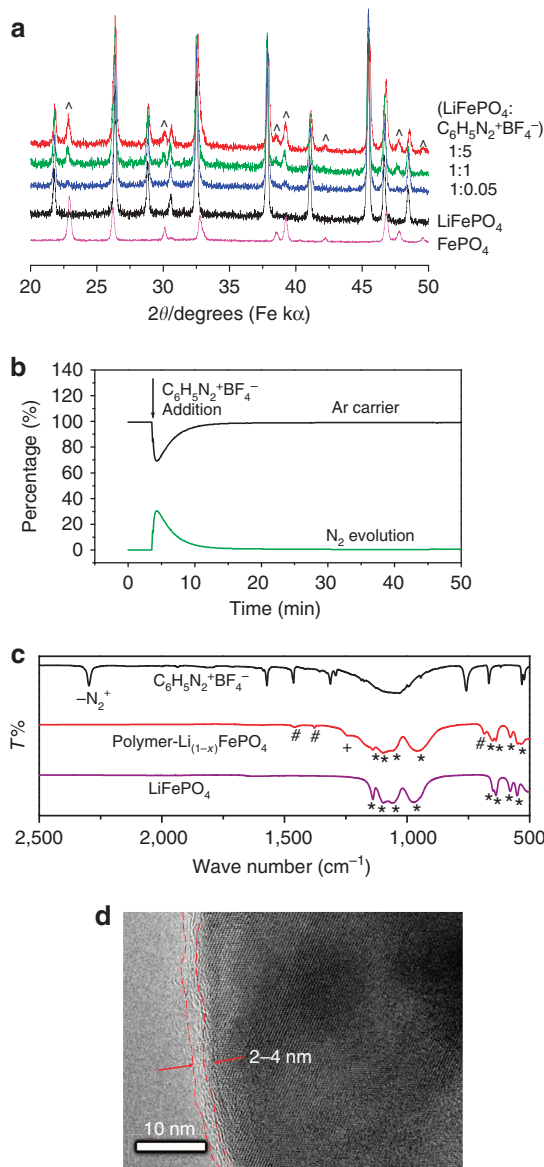 a
^ ^ ^ ^ ^ ^ ^
(LiFePO₄:
C₆H₅N₂⁺BF₄⁻)
1:5
1:1
1:0.05
LiFePO₄
FePO₄
20 25 30 35 40 45 50
2θ/degrees (Fe kα)
b
140
120
100
80
60
40
20
0
Percentage (%)
C₆H₅N₂⁺BF₄⁻
Addition
Ar carrier
N₂ evolution
0 10 20 30 40 50
Time (min)
c
T%
C₆H₅N₂⁺BF₄⁻
–N₂⁺
Polymer-Li₍₁₋ₓ₎FePO₄
# # + * * * * # * * * *
LiFePO₄
* * * * * * * *
2,500 2,000 1,500 1,000 500
Wave number (cm⁻¹)
d
2–4 nm
10 nm